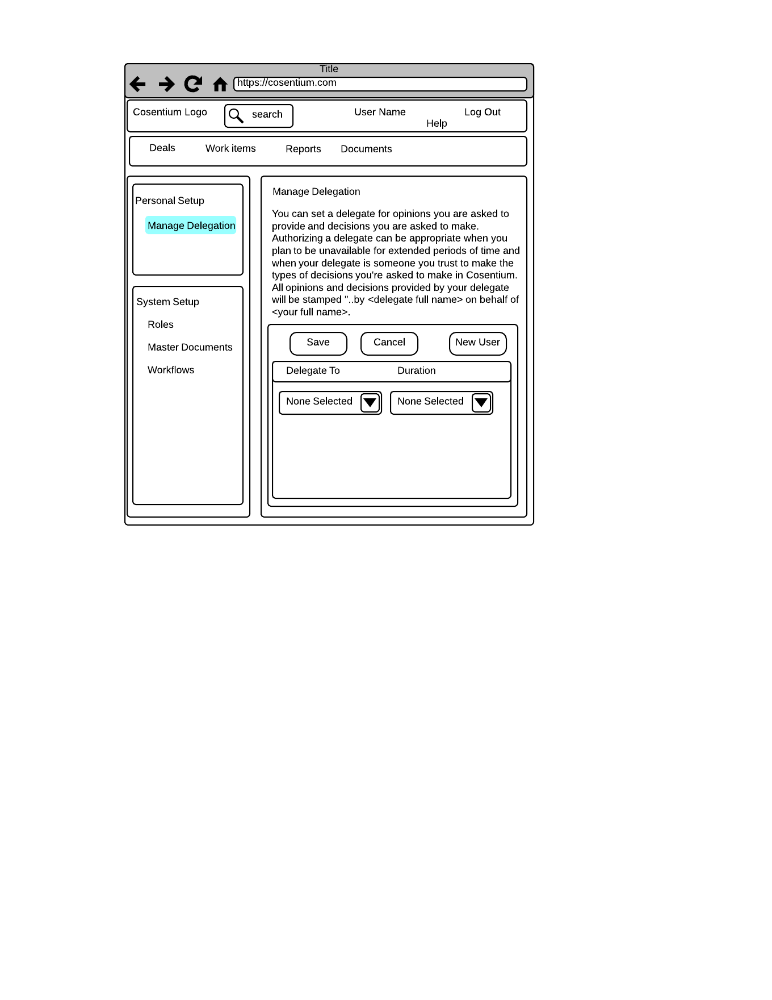 Title
https://cosentium.com
Cosentium Logo
search
User Name
Log Out
Help
Deals
Work items
Reports
Documents
Personal Setup
Manage Delegation
System Setup
Roles
Master Documents
Workflows
Manage Delegation
You can set a delegate for opinions you are asked to
provide and decisions you are asked to make.
Authorizing a delegate can be appropriate when you
plan to be unavailable for extended periods of time and
when your delegate is someone you trust to make the
types of decisions you're asked to make in Cosentium.
All opinions and decisions provided by your delegate
will be stamped "..by <delegate full name> on behalf of
<your full name>.
Save
Cancel
New User
Delegate To
Duration
None Selected
None Selected